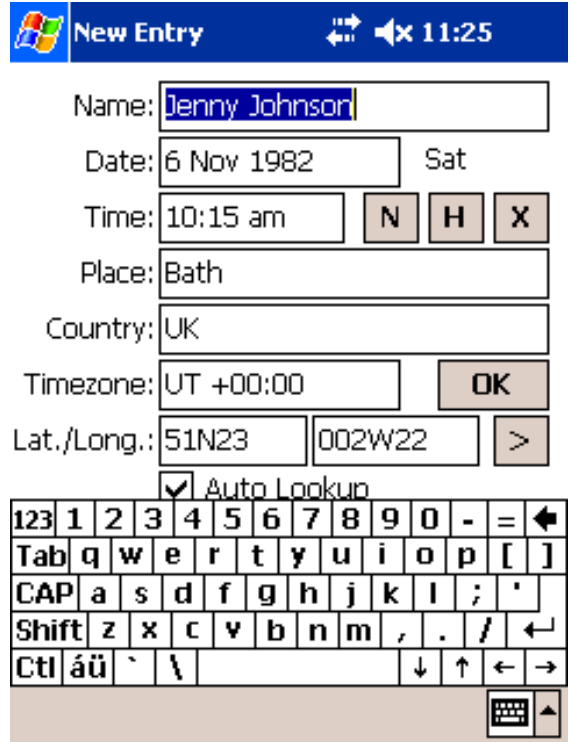 New Entry 11:25
Name: Jenny Johnson
Date: 6 Nov 1982 Sat
Time: 10:15 am N H X
Place: Bath
Country: UK
Timezone: UT +00:00 OK
Lat./Long.: 51N23 002W22 >
Auto Lookup
123 1 2 3 4 5 6 7 8 9 0 - =
Tab q w e r t y u i o p [ ]
CAP a s d f g h j k l ; '
Shift z x c v b n m , . /
Ctl áü ` \ ↓ ↑ ← →